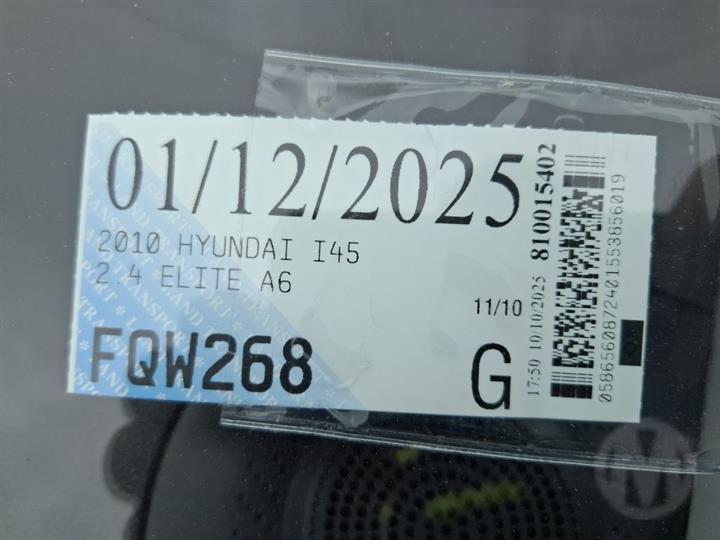 01/12/2025
2010 HYUNDAI I45
2.4 ELITE A6
11/10
FQW268
G
17:50 10/10/2025
810015402
0586560872401553856019
M